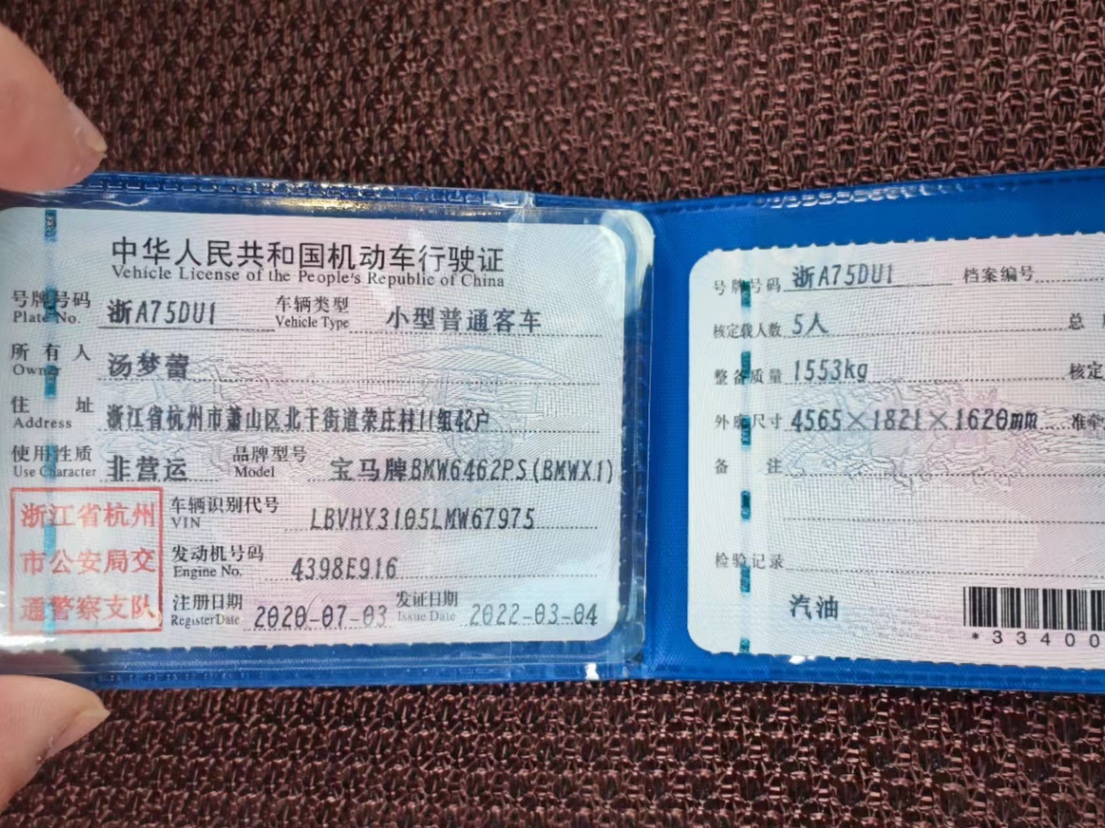 中华人民共和国机动车行驶证
Vehicle License of the People's Republic of China
号牌号码 浙A75DU1 车辆类型 小型普通客车
Plate No. Vehicle Type
所有人 汤梦蕾
Owner
住址 浙江省杭州市萧山区北干街道荣庄村11组42户
Address
使用性质 非营运 品牌型号 宝马牌BMW6462PS(BMWX1)
Use Character Model
浙江省杭州
市公安局交
通警察支队
车辆识别代号 LBVHY3105LMW67975
VIN
发动机号码 4398E916
Engine No.
注册日期 2020-07-03 发证日期 2022-03-04
Register Date Issue Date
号牌号码 浙A75DU1 档案编号
核定载人数 5人 总
整备质量 1553kg 核定
外廓尺寸 4565×1821×1620mm 准牵
备注
检验记录
汽油
*33400